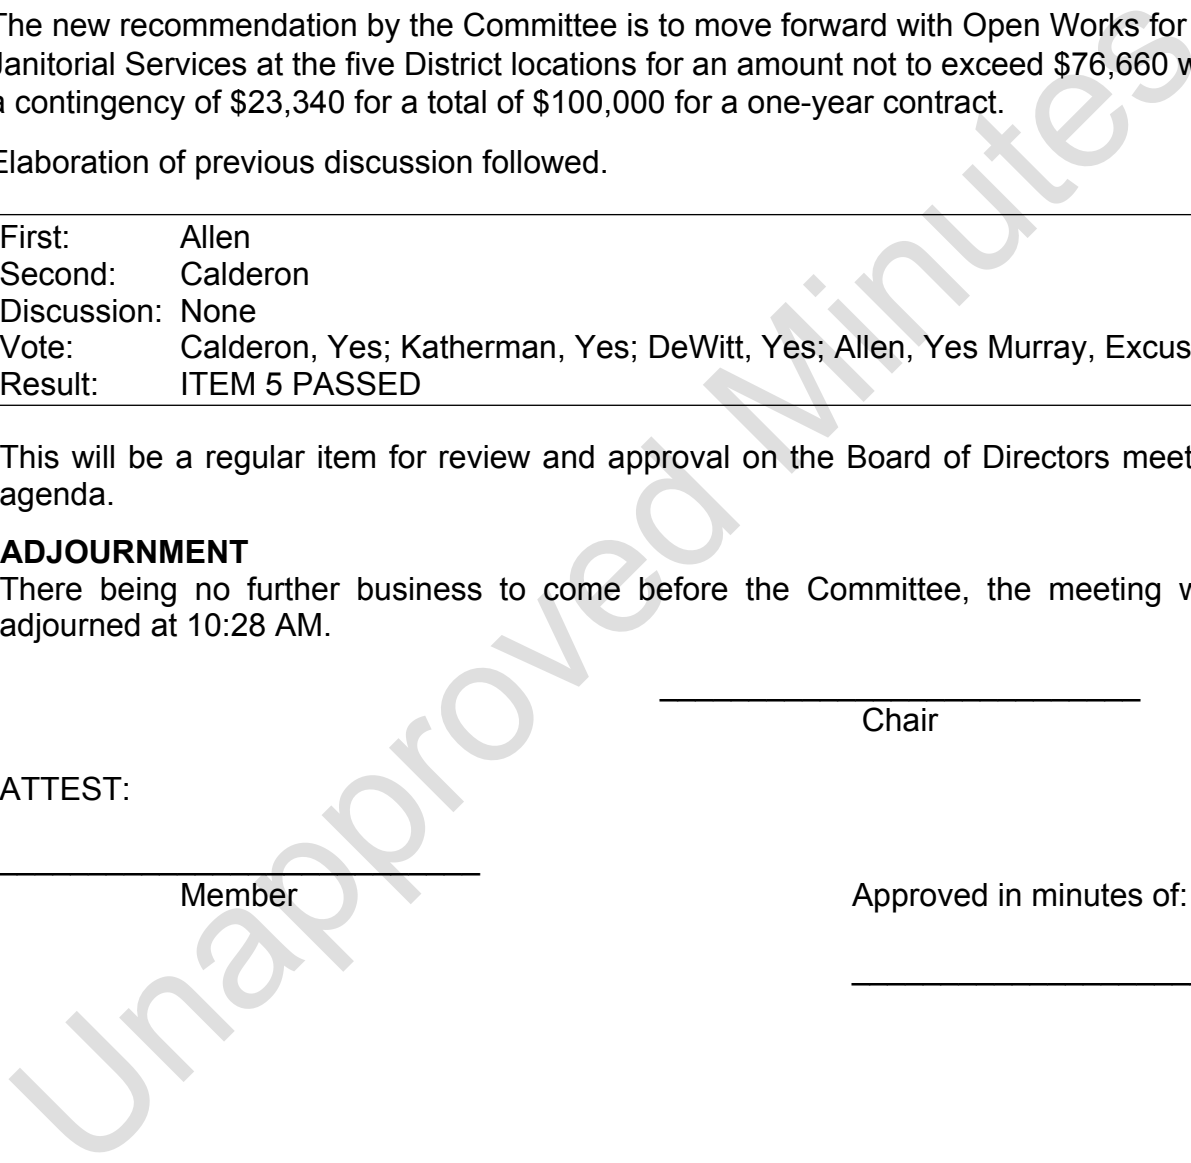 The new recommendation by the Committee is to move forward with Open Works for
Janitorial Services at the five District locations for an amount not to exceed $76,660 w
a contingency of $23,340 for a total of $100,000 for a one-year contract.
Elaboration of previous discussion followed.
First: Allen
Second: Calderon
Discussion: None
Vote: Calderon, Yes; Katherman, Yes; DeWitt, Yes; Allen, Yes Murray, Excus
Result: ITEM 5 PASSED
This will be a regular item for review and approval on the Board of Directors meet
agenda.
ADJOURNMENT
There being no further business to come before the Committee, the meeting w
adjourned at 10:28 AM.
Chair
ATTEST:
Member Approved in minutes of:
Unapproved Minutes